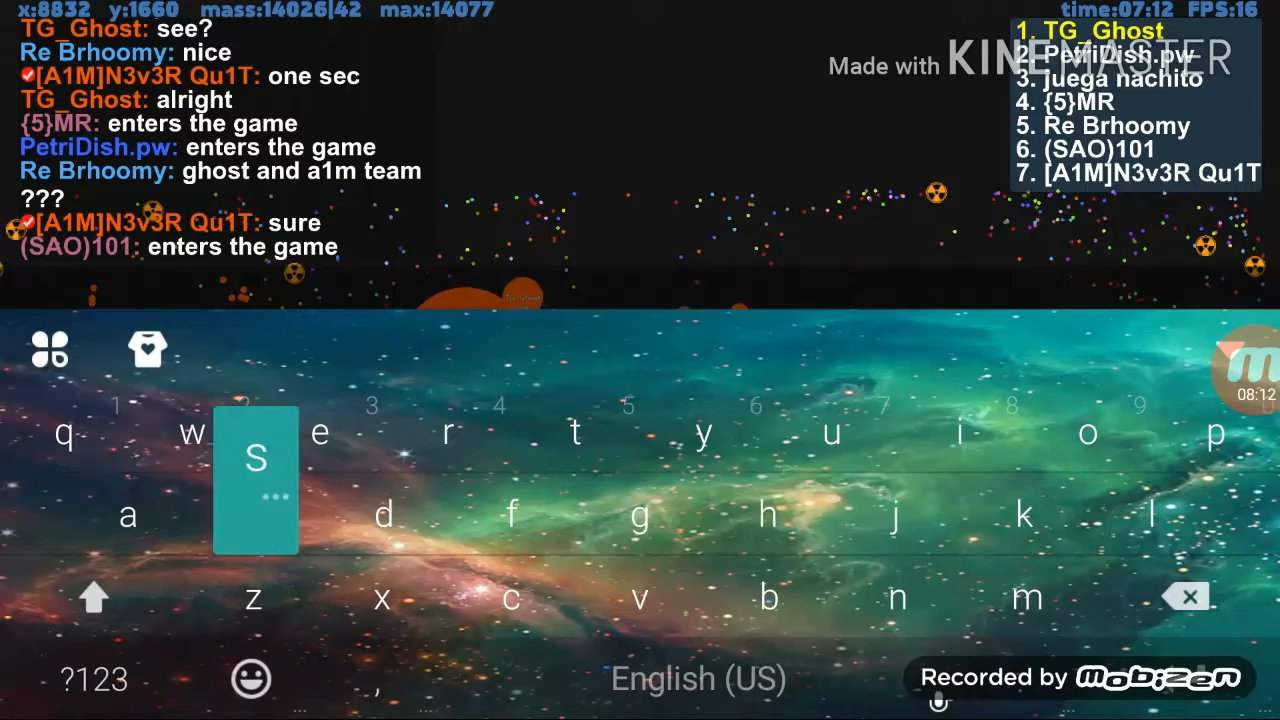 x:8832 y:1660 mass:14026|42 max:14077
time:07:12 FPS:16
TG_Ghost: see?
Re Brhoomy: nice
[A1M]N3v3R Qu1T: one sec
TG_Ghost: alright
{5}MR: enters the game
PetriDish.pw: enters the game
Re Brhoomy: ghost and a1m team
???
[A1M]N3v3R Qu1T: sure
(SAO)101: enters the game
Made with KINEMASTER
1. TG_Ghost
2. PetriDish.pw
3. juega nachito
4. {5}MR
5. Re Brhoomy
6. (SAO)101
7. [A1M]N3v3R Qu1T
TG_Ghost
08:12
1 2 3 4 5 6 7 8 9
q w e r t y u i o p
S
a d f g h j k l
z x c v b n m
?123 , English (US)
Recorded by mobizen